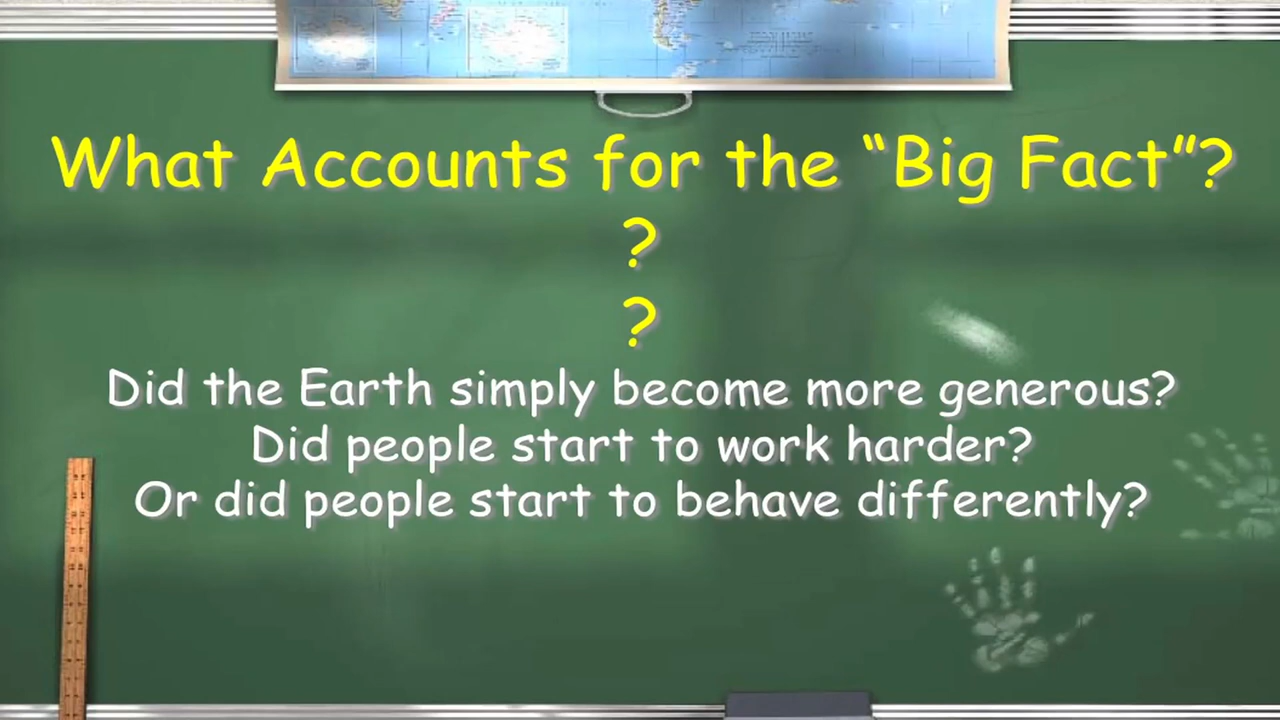 What Accounts for the “Big Fact”?
?
?
Did the Earth simply become more generous?
Did people start to work harder?
Or did people start to behave differently?